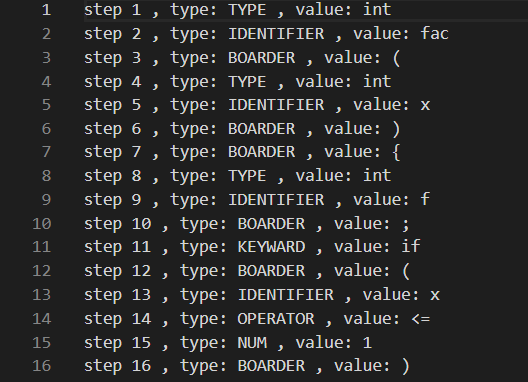 1 step 1 , type: TYPE , value: int
2 step 2 , type: IDENTIFIER , value: fac
3 step 3 , type: BOARDER , value: (
4 step 4 , type: TYPE , value: int
5 step 5 , type: IDENTIFIER , value: x
6 step 6 , type: BOARDER , value: )
7 step 7 , type: BOARDER , value: {
8 step 8 , type: TYPE , value: int
9 step 9 , type: IDENTIFIER , value: f
10 step 10 , type: BOARDER , value: ;
11 step 11 , type: KEYWARD , value: if
12 step 12 , type: BOARDER , value: (
13 step 13 , type: IDENTIFIER , value: x
14 step 14 , type: OPERATOR , value: <=
15 step 15 , type: NUM , value: 1
16 step 16 , type: BOARDER , value: )